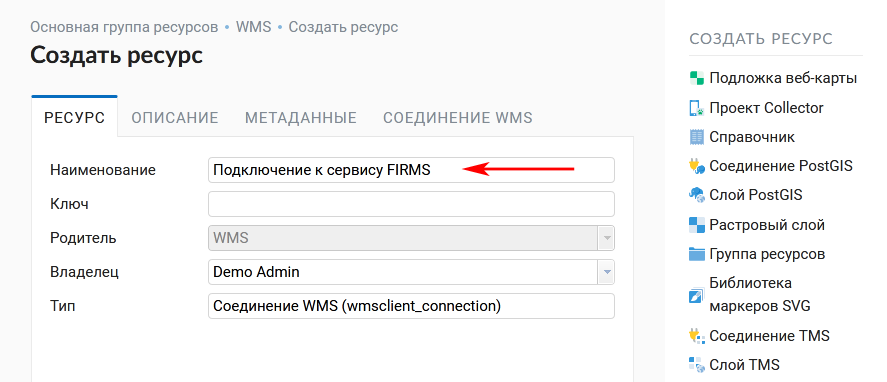 Основная группа ресурсов • WMS • Создать ресурс
Создать ресурс
РЕСУРС ОПИСАНИЕ МЕТАДАННЫЕ СОЕДИНЕНИЕ WMS
Наименование Подключение к сервису FIRMS
Ключ
Родитель WMS
Владелец Demo Admin
Тип Соединение WMS (wmsclient_connection)
СОЗДАТЬ РЕСУРС
Подложка веб-карты
Проект Collector
Справочник
Соединение PostGIS
Слой PostGIS
Растровый слой
Группа ресурсов
Библиотека
маркеров SVG
Соединение TMS
Слой TMS